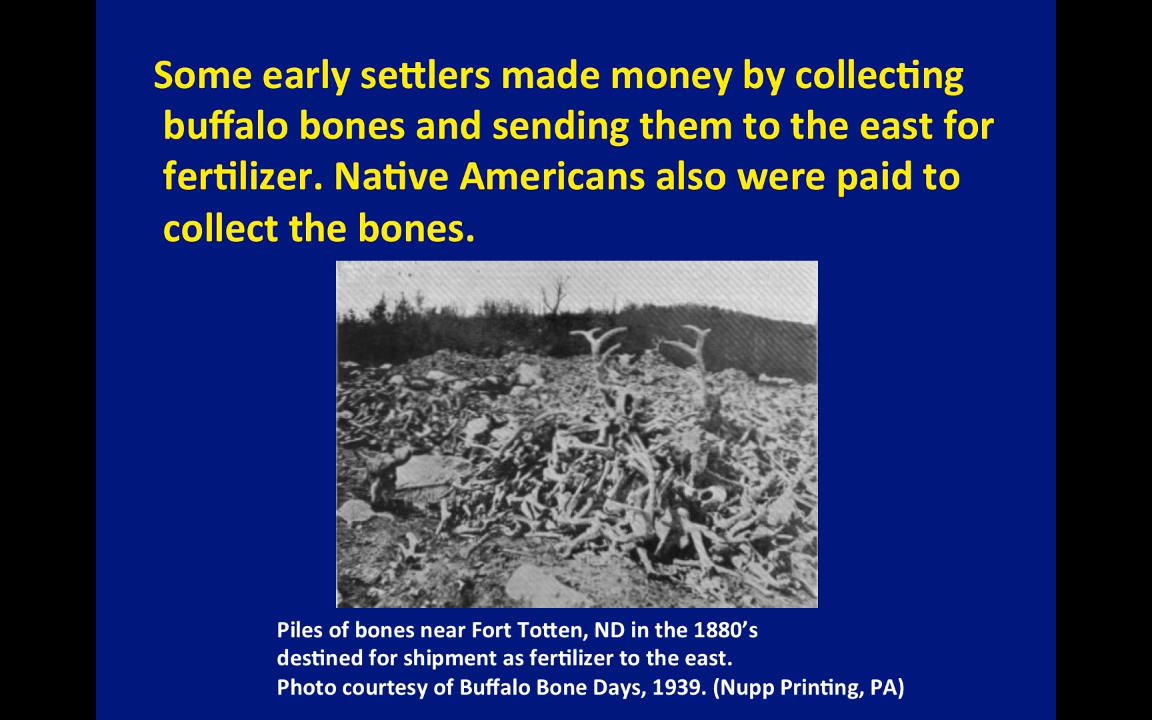 Some early settlers made money by collecting
buffalo bones and sending them to the east for
fertilizer. Native Americans also were paid to
collect the bones.
Piles of bones near Fort Totten, ND in the 1880’s
destined for shipment as fertilizer to the east.
Photo courtesy of Buffalo Bone Days, 1939. (Nupp Printing, PA)